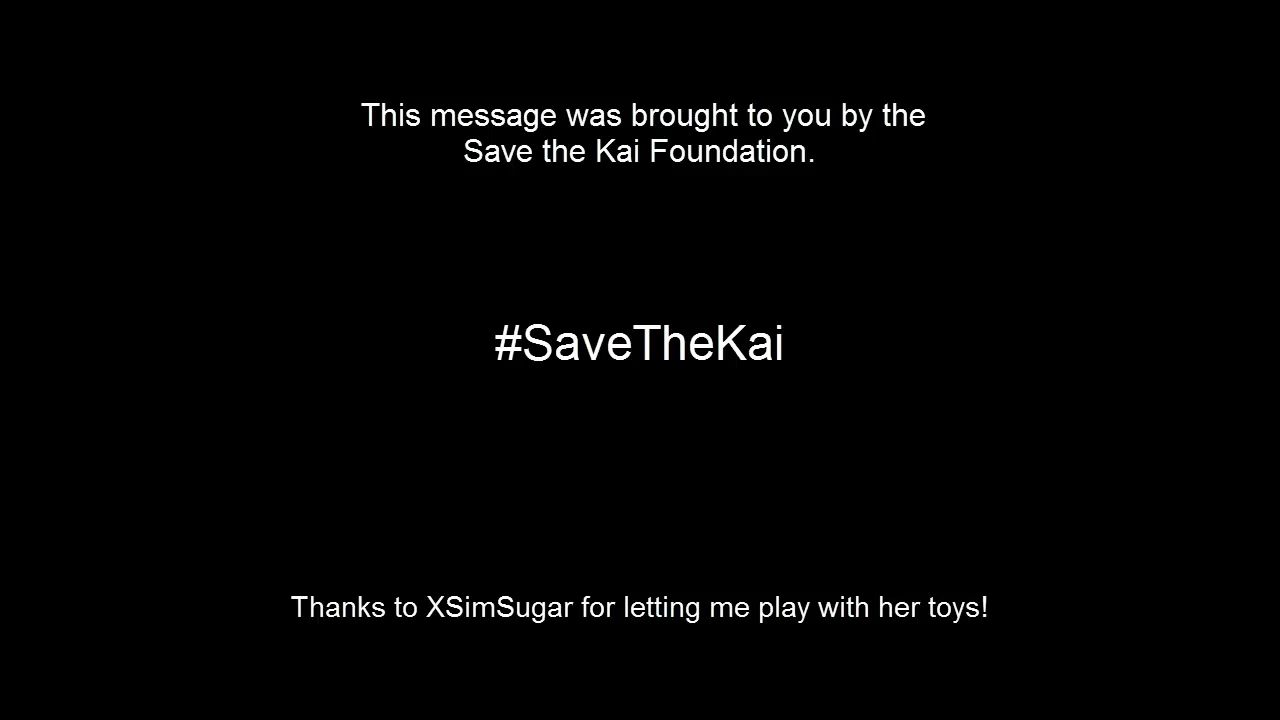 This message was brought to you by the
Save the Kai Foundation.
#SaveTheKai
Thanks to XSimSugar for letting me play with her toys!